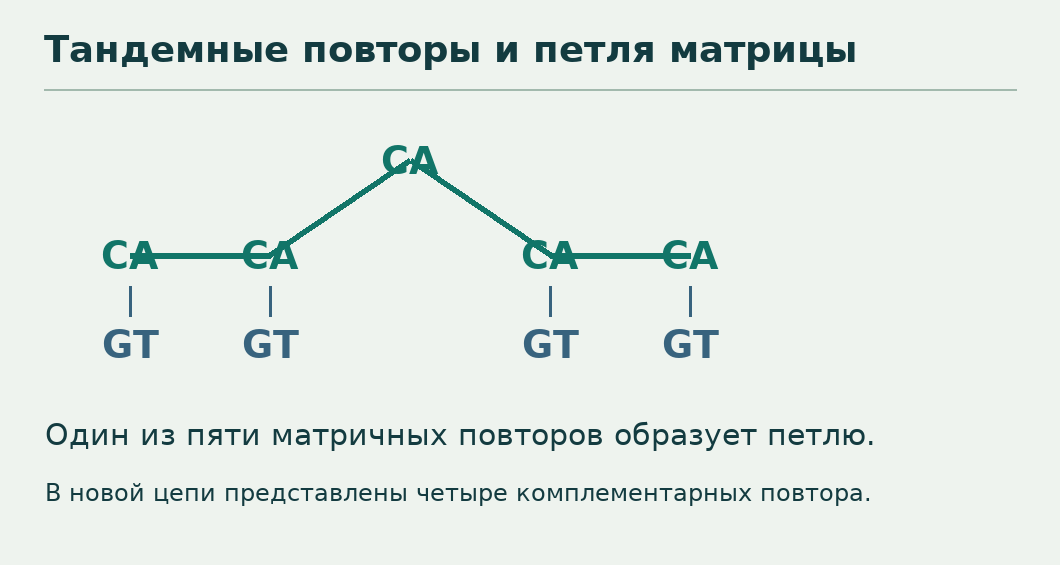 Тандемные повторы и петля матрицы
CA
CA CA CA CA
GT GT GT GT
Один из пяти матричных повторов образует петлю.
В новой цепи представлены четыре комплементарных повтора.